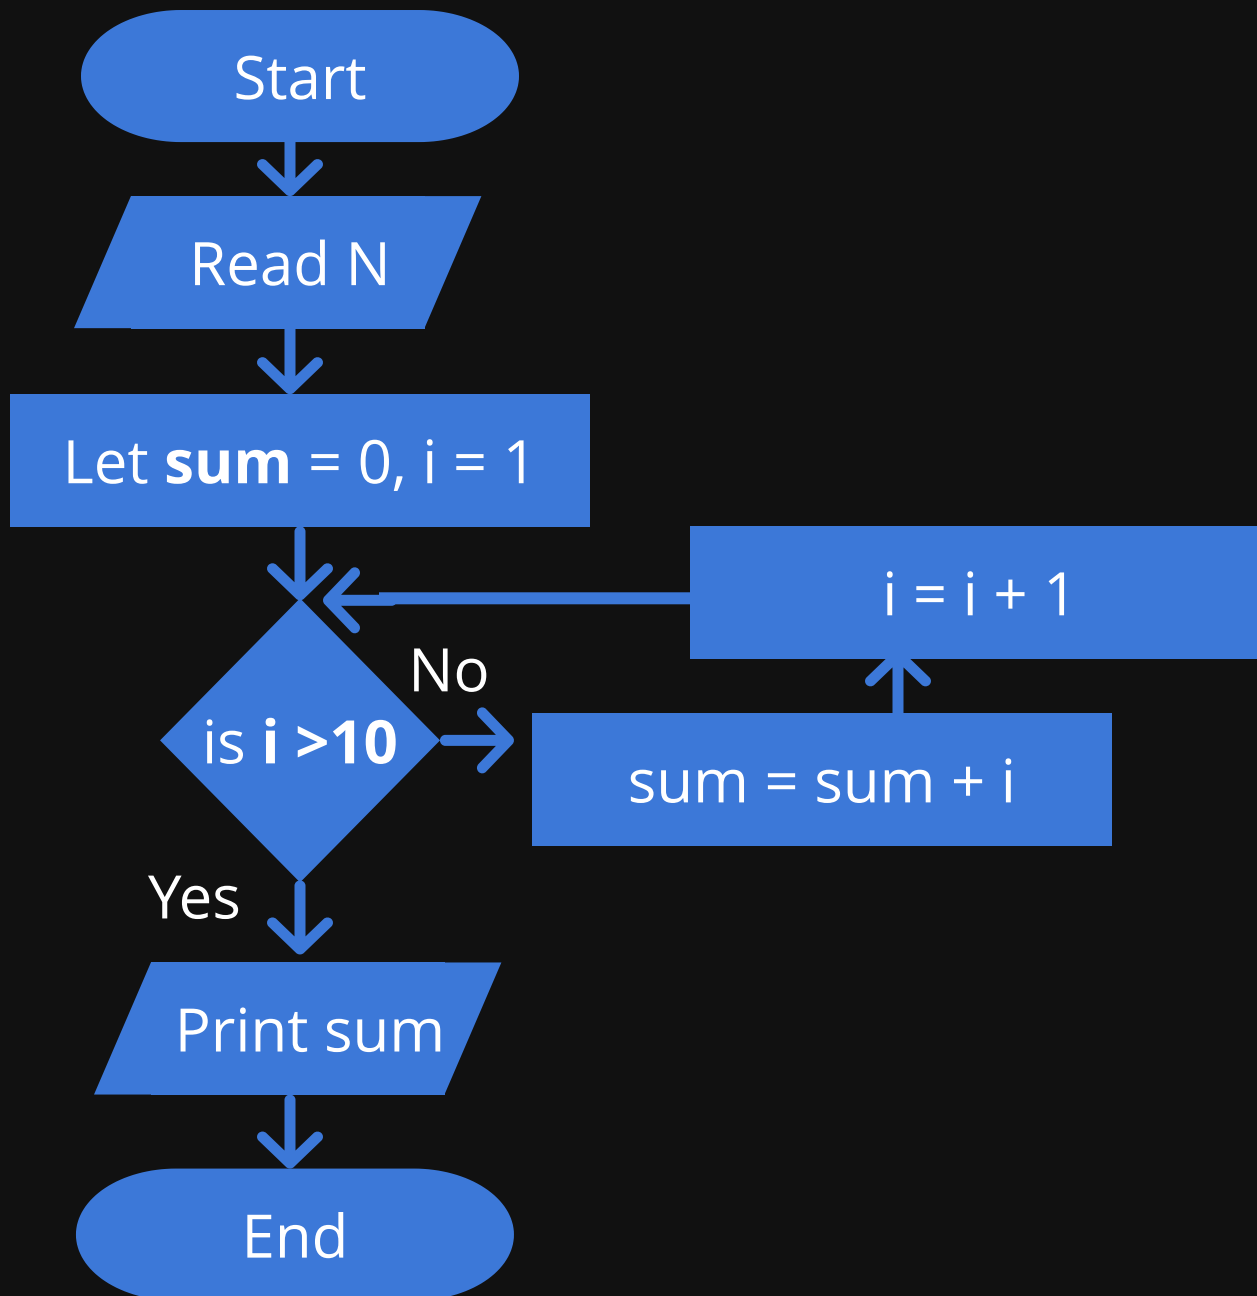 Start
Read N
Let sum = 0, i = 1
i = i + 1
No
is i >10
sum = sum + i
Yes
Print sum
End